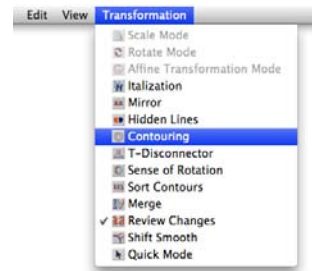 Edit View Transformation
Scale Mode
Rotate Mode
Affine Transformation Mode
Italization
Mirror
Hidden Lines
Contouring
T-Disconnector
Sense of Rotation
Sort Contours
Merge
Review Changes
Shift Smooth
Quick Mode